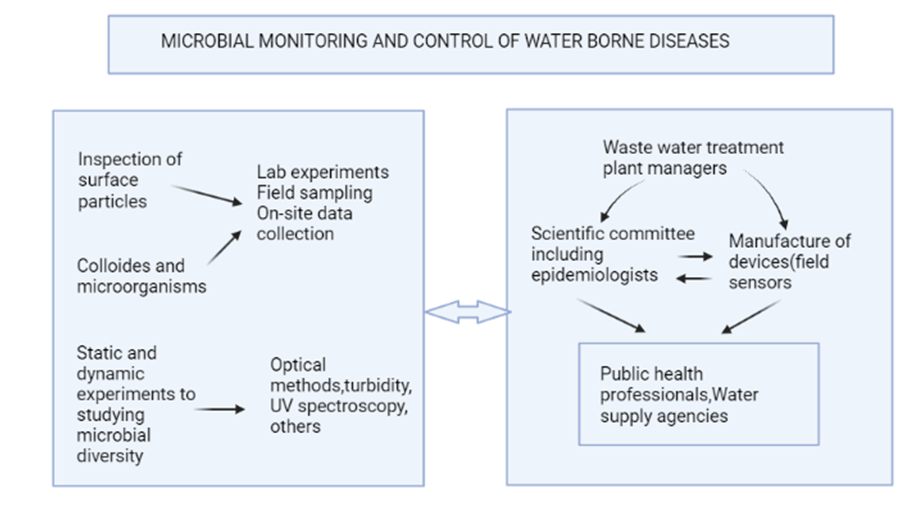 MICROBIAL MONITORING AND CONTROL OF WATER BORNE DISEASES
Inspection of
surface
particles
Lab experiments
Field sampling
On-site data
collection
Colloides and
microorganisms
Static and
dynamic
experiments to
studying
microbial
diversity
Optical
methods,turbidity,
UV spectroscopy,
others
Waste water treatment
plant managers
Scientific committee
including
epidemiologists
Manufacture of
devices(field
sensors
Public health
professionals,Water
supply agencies